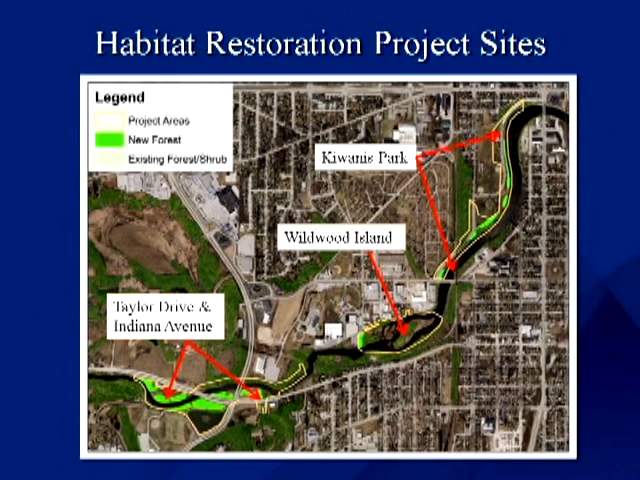 Habitat Restoration Project Sites
Legend
Project Areas
New Forest
Existing Forest/Shrub
Kiwanis Park
Wildwood Island
Taylor Drive &
Indiana Avenue